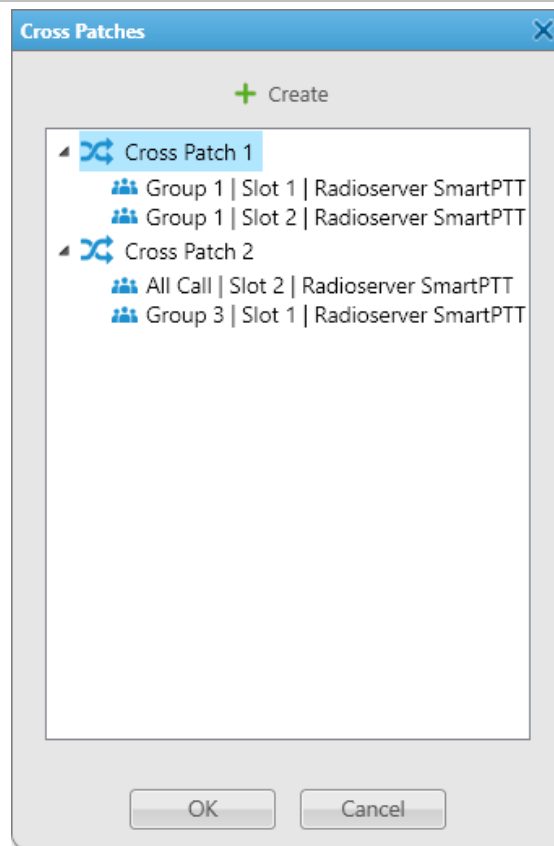 Cross Patches
Create
Cross Patch 1
Group 1 | Slot 1 | Radioserver SmartPTT
Group 1 | Slot 2 | Radioserver SmartPTT
Cross Patch 2
All Call | Slot 2 | Radioserver SmartPTT
Group 3 | Slot 1 | Radioserver SmartPTT
OK Cancel